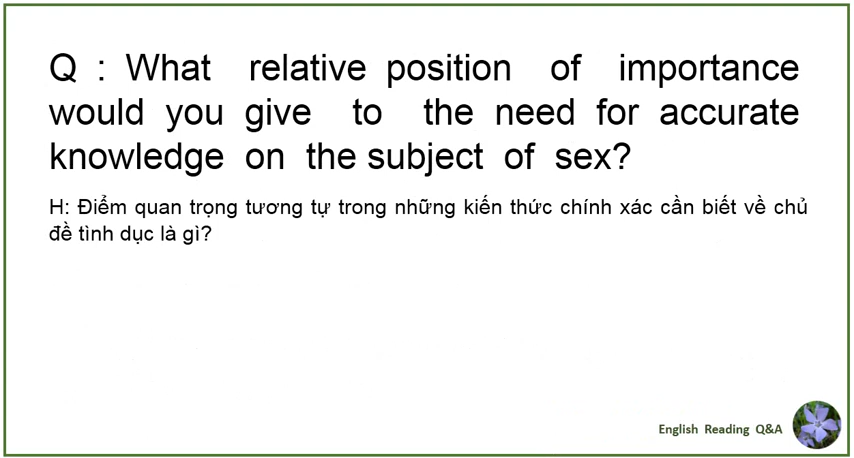 Q : What relative position of importance
would you give to the need for accurate
knowledge on the subject of sex?
H: Điểm quan trọng tương tự trong những kiến thức chính xác cần biết về chủ
đề tình dục là gì?
English Reading Q&A